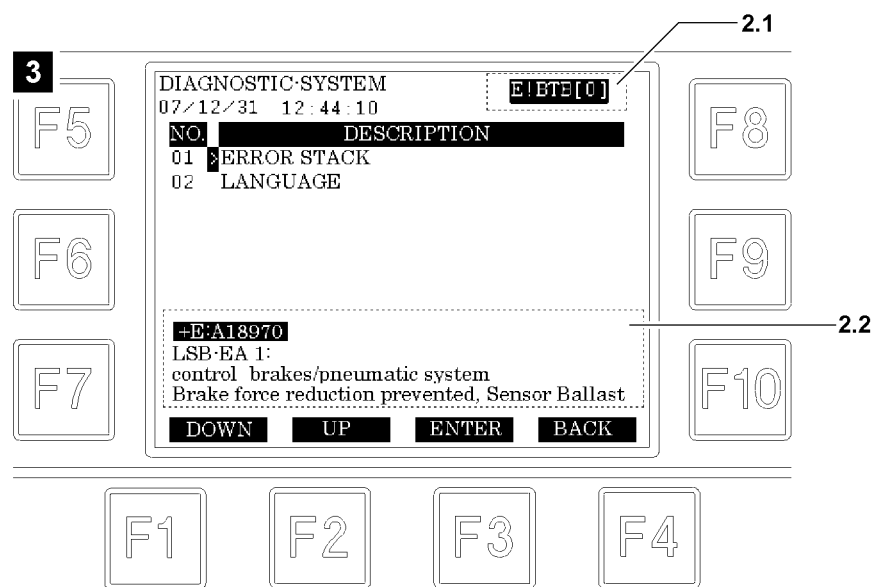 2.1
3
DIAGNOSTIC·SYSTEM
E!BTB[0]
07/12/31 12:44:10
NO. DESCRIPTION
01 >ERROR STACK
02 LANGUAGE
+E:A18970
LSB·EA 1:
control brakes/pneumatic system
Brake force reduction prevented, Sensor Ballast
DOWN UP ENTER BACK
2.2
F5
F6
F7
F8
F9
F10
F1 F2 F3 F4